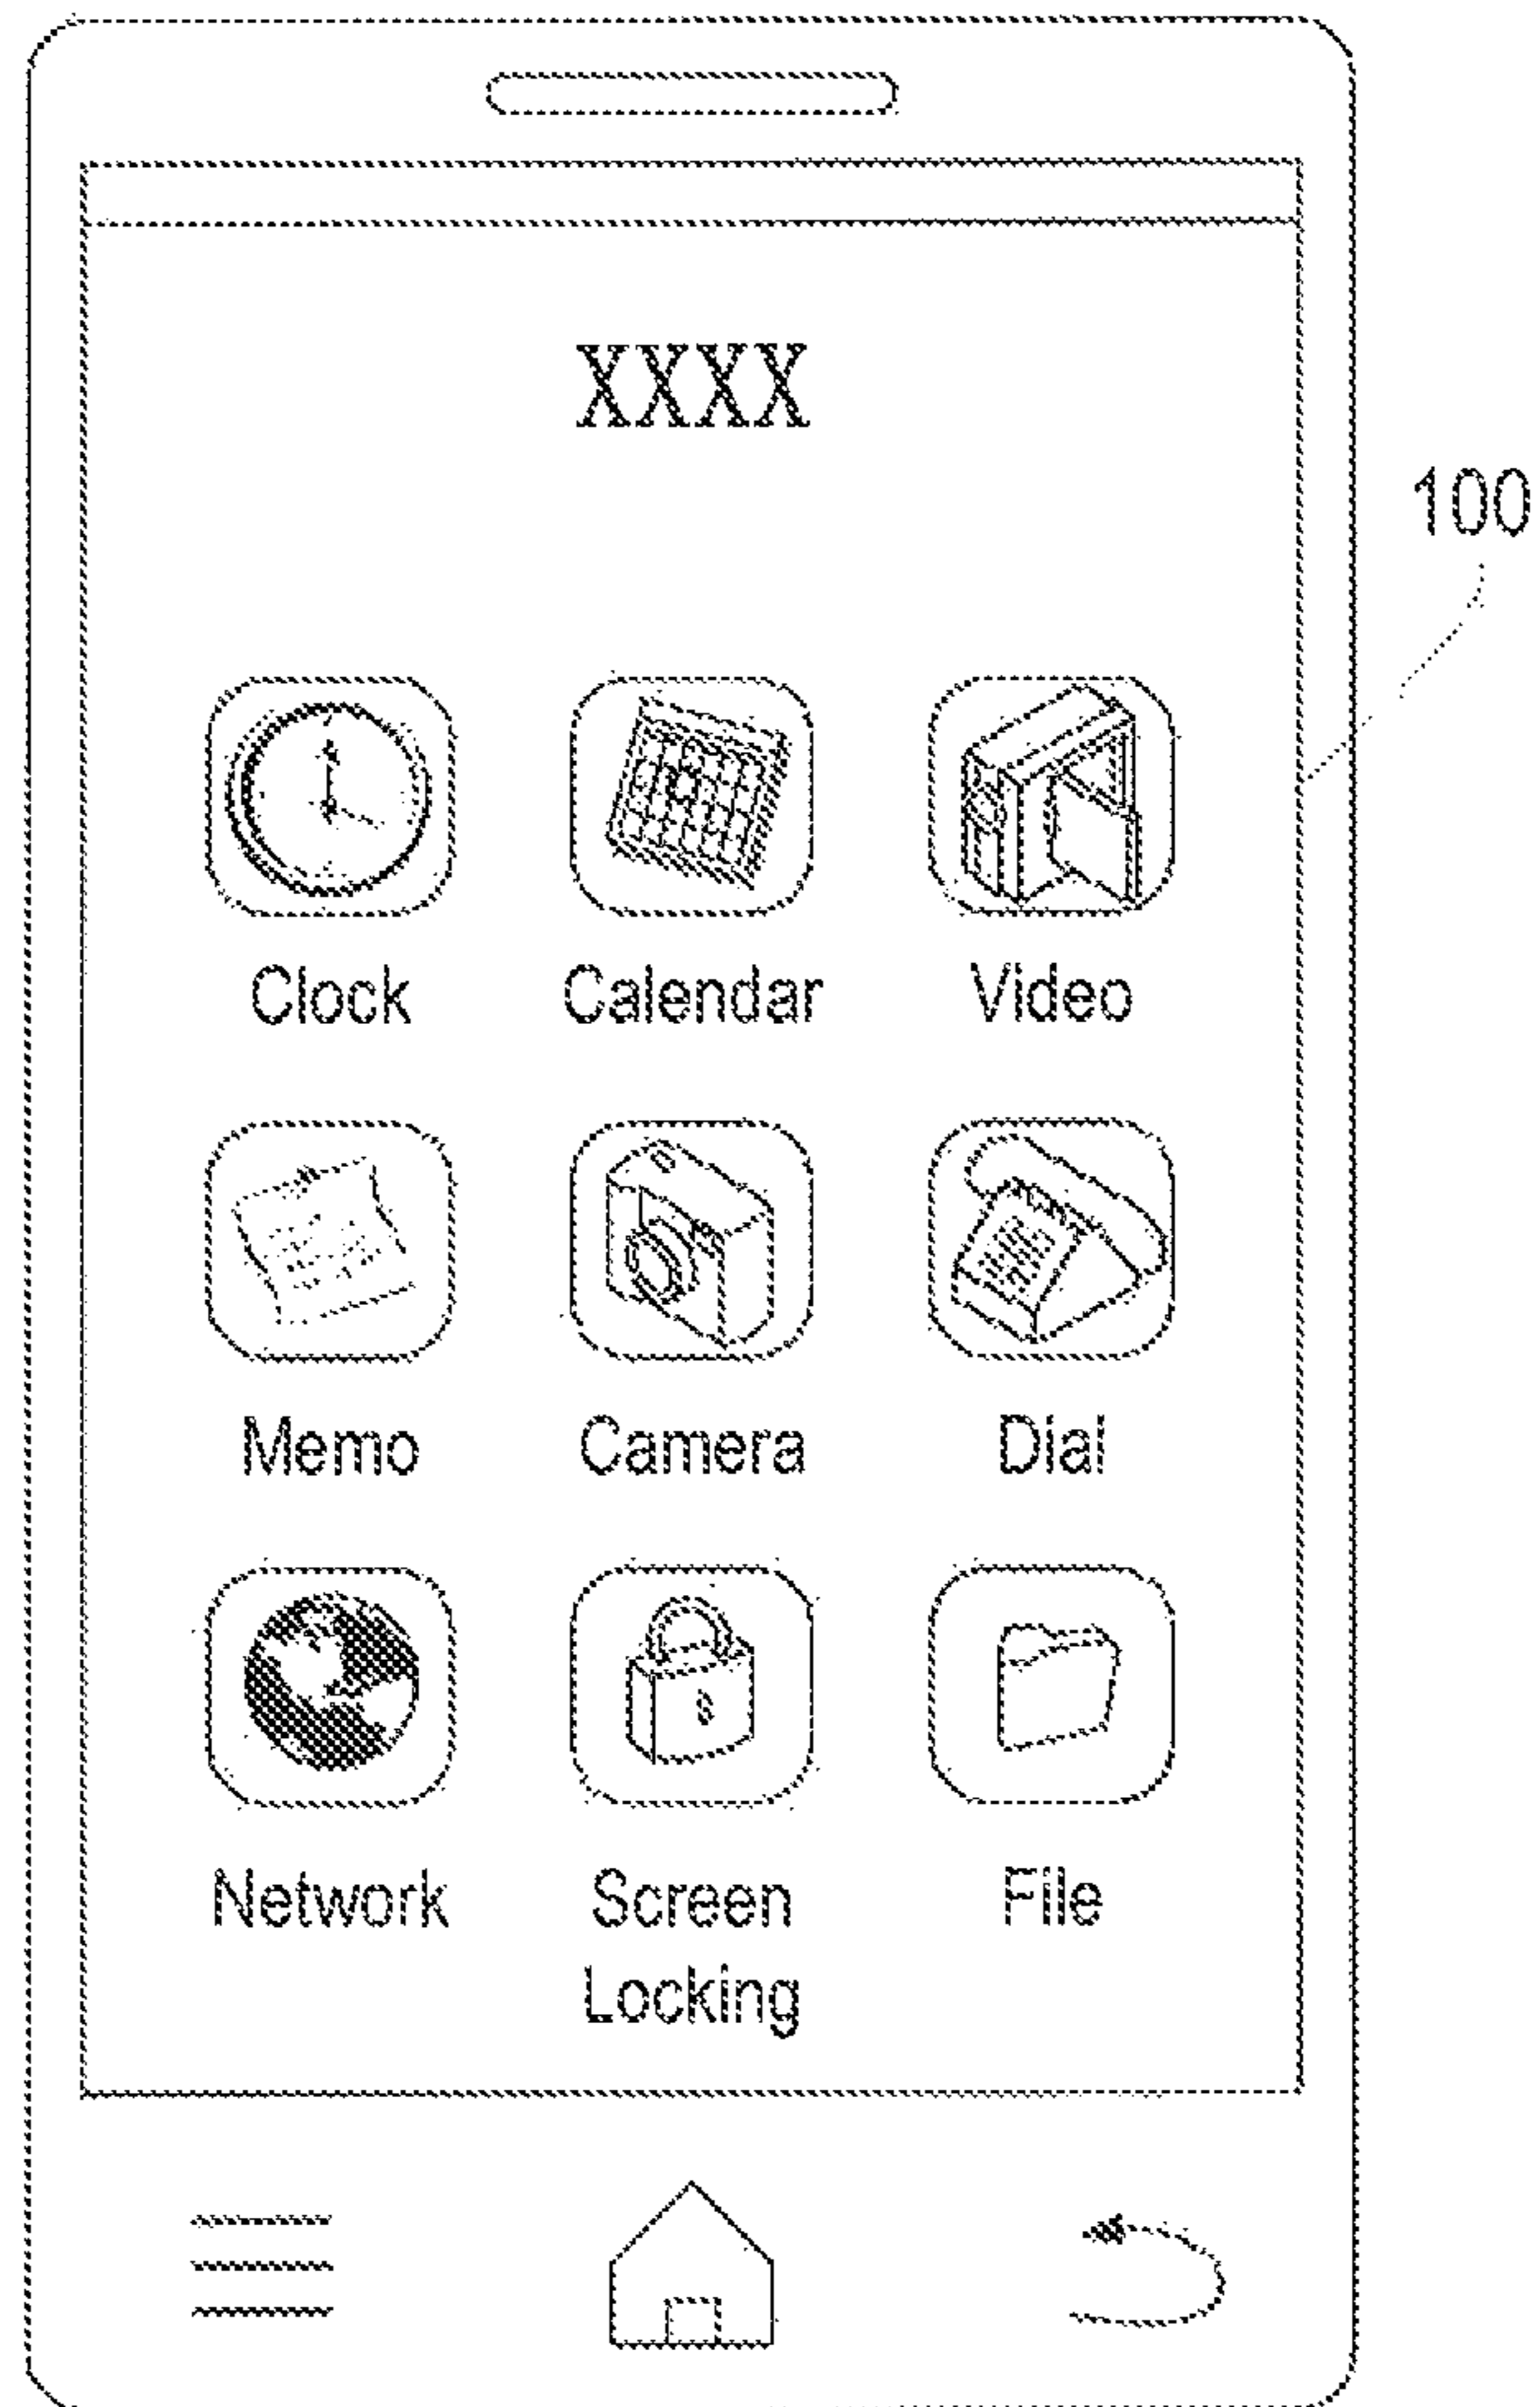 XXXX
100
Clock Calendar Video
Memo Camera Dial
Network Screen File
Locking